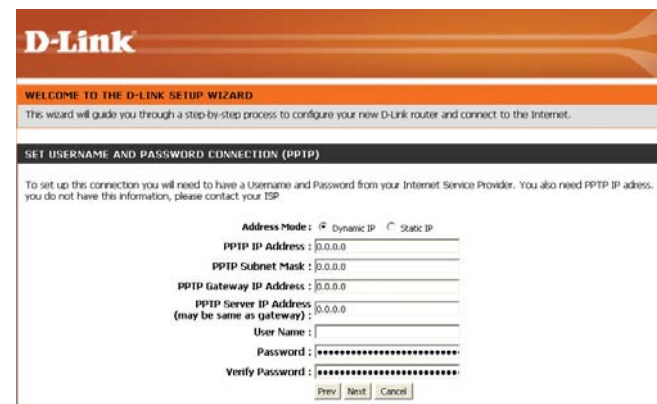 D-Link
WELCOME TO THE D-LINK SETUP WIZARD
This wizard will guide you through a step-by-step process to configure your new D-Link router and connect to the Internet.
SET USERNAME AND PASSWORD CONNECTION (PPTP)
To set up this connection you will need to have a Username and Password from your Internet Service Provider. You also need PPTP IP adress.
you do not have this information, please contact your ISP
Address Mode : Dynamic IP Static IP
PPTP IP Address : 0.0.0.0
PPTP Subnet Mask : 0.0.0.0
PPTP Gateway IP Address : 0.0.0.0
PPTP Server IP Address
(may be same as gateway) : 0.0.0.0
User Name :
Password : ••••••••••••••••••••••••••
Verify Password : ••••••••••••••••••••••••••
Prev Next Cancel